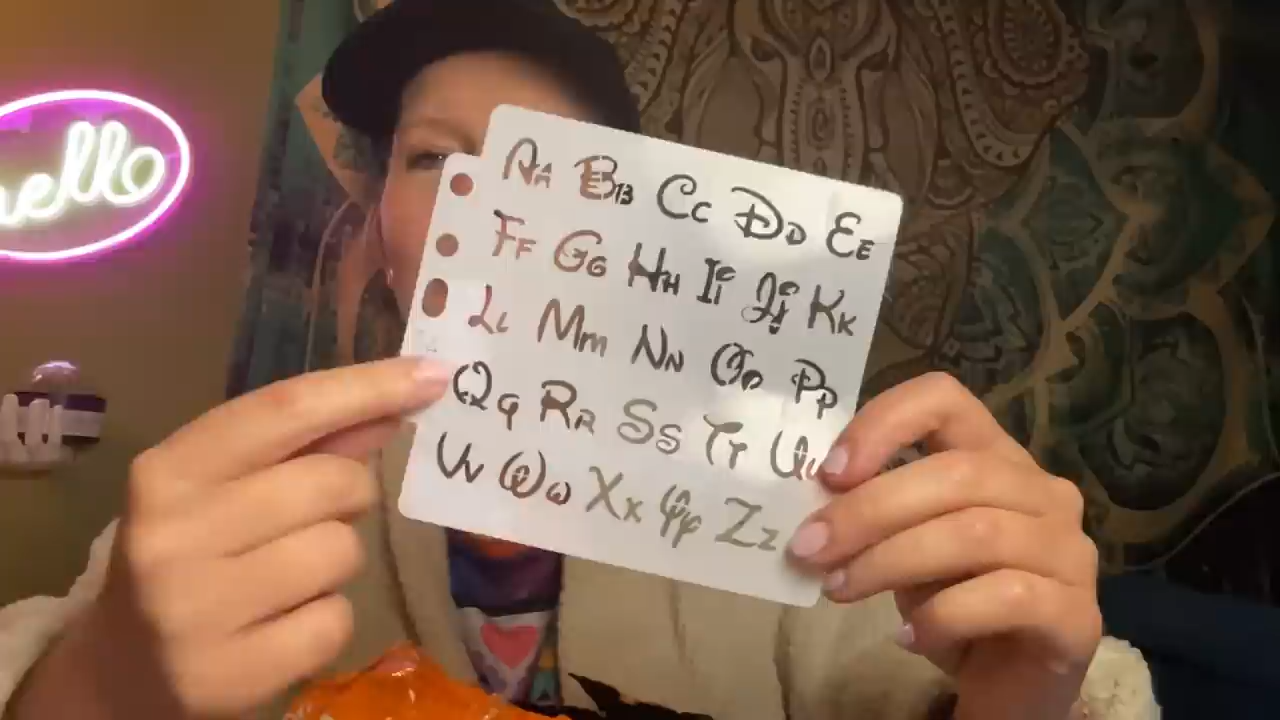 hello
Aa Bb Cc Dd Ee
Ff Gg Hh Ii Jj Kk
Ll Mm Nn Oo Pp
Qq Rr Ss Tt Uu
Vv Ww Xx Yy Zz